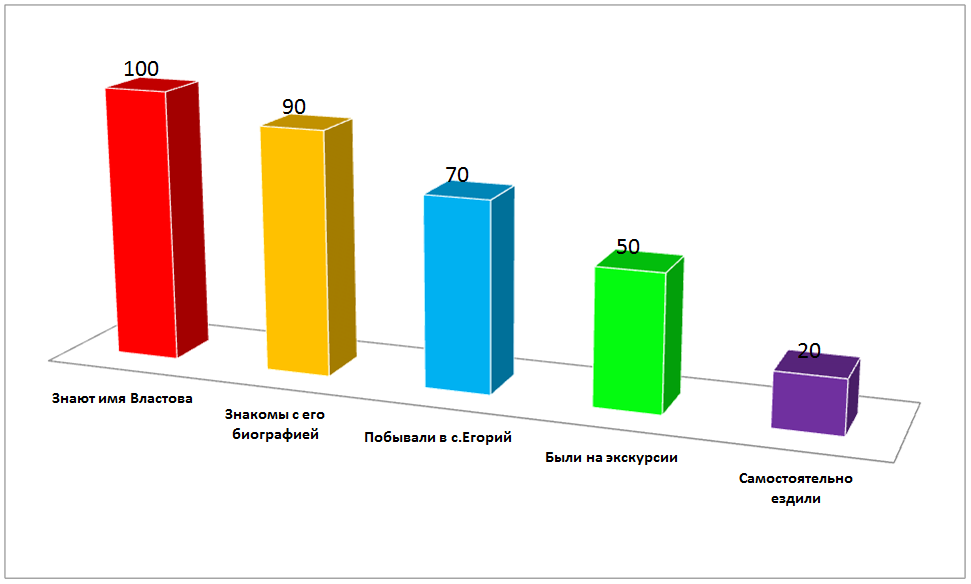 100
90
70
50
20
Знают имя Властова
Знакомы с его
биографией
Побывали в с.Егорий
Были на экскурсии
Самостоятельно
ездили